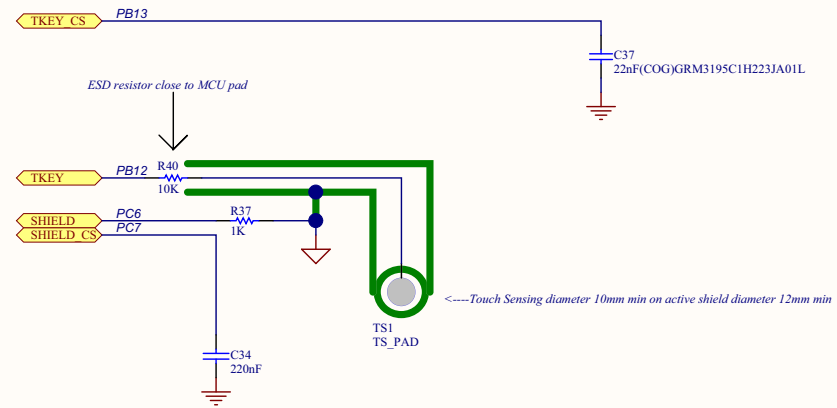 TKEY_CS
PB13
C37
22nF(COG)GRM3195C1H223JA01L
ESD resistor close to MCU pad
TKEY
PB12
R40
10K
SHIELD
PC6
SHIELD_CS
PC7
R37
1K
<----Touch Sensing diameter 10mm min on active shield diameter 12mm min
TS1
TS_PAD
C34
220nF